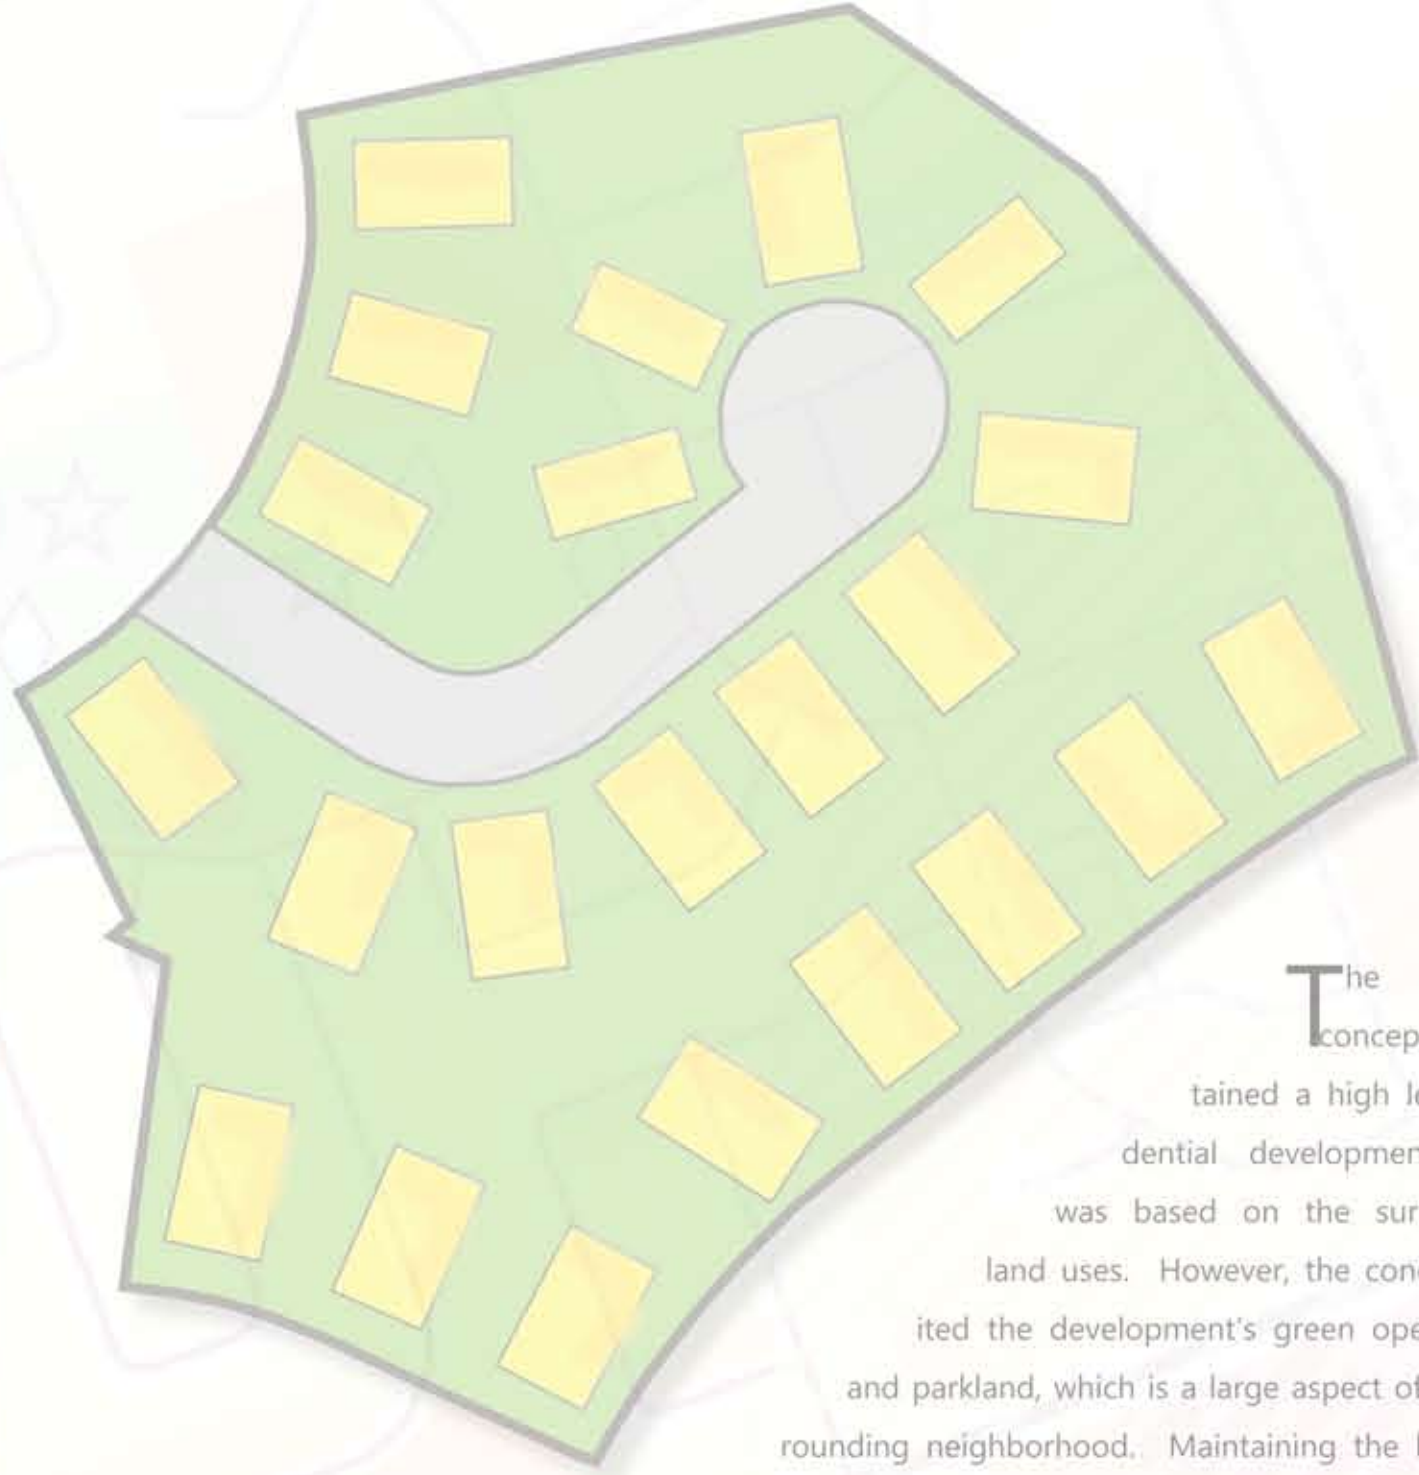 The
concep
tained a high le
dential developmen
was based on the sur
land uses. However, the con
ited the development's green ope
and parkland, which is a large aspect of
rounding neighborhood. Maintaining the